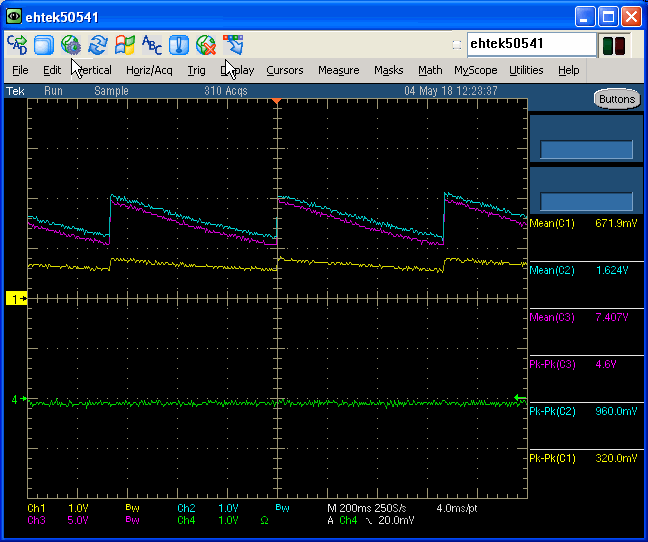 ehtek50541
CAD ABC ehtek50541
File Edit Vertical Horiz/Acq Trig Display Cursors Measure Masks Math MyScope Utilities Help
Tek Run Sample 310 Acqs 04 May 18 12:23:37 Buttons
Mean(C1) 671.9mV
Mean(C2) 1.624V
1
Mean(C3) 7.407V
Pk-Pk(C3) 4.6V
4
Pk-Pk(C2) 960.0mV
Pk-Pk(C1) 320.0mV
Ch1 1.0V Bw Ch2 1.0V Bw M 200ms 250S/s 4.0ms/pt
Ch3 5.0V Bw Ch4 1.0V Ω A Ch4 20.0mV